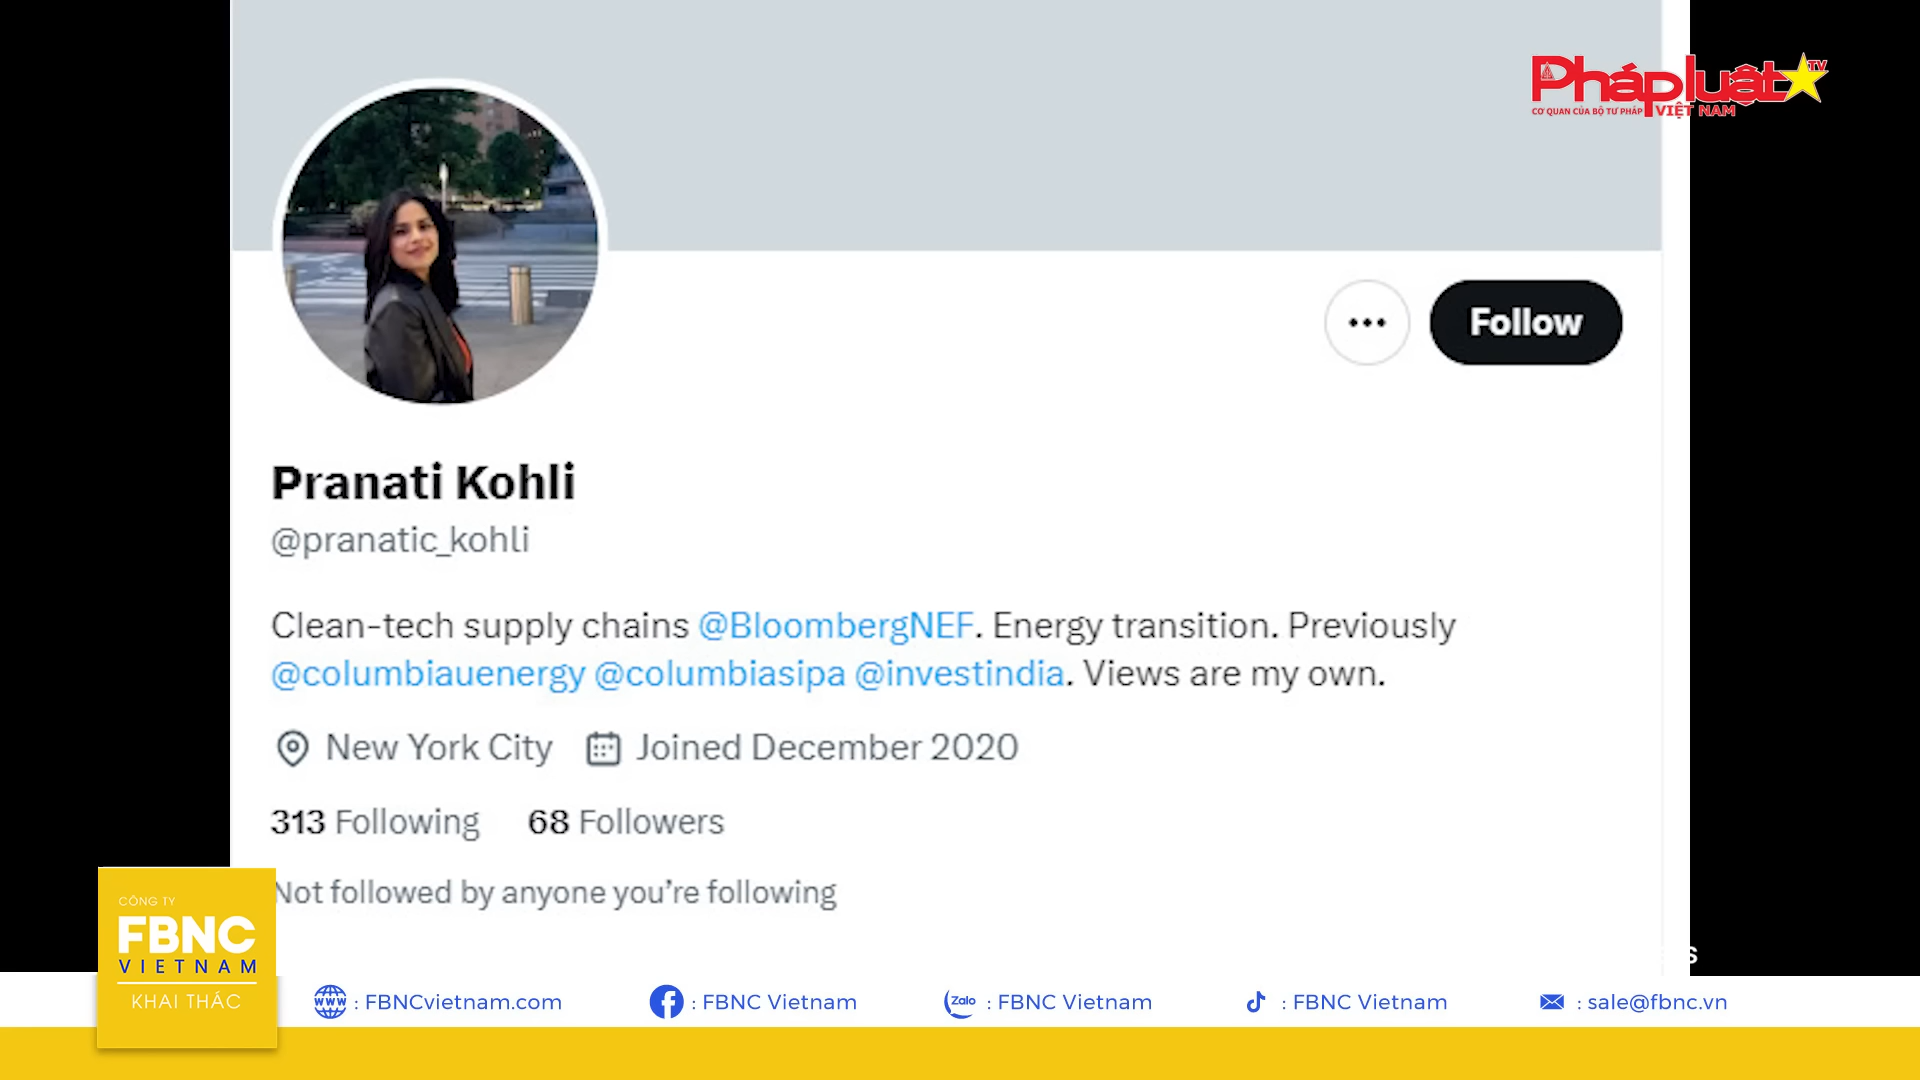 Pháp luật TV
CƠ QUAN CỦA BỘ TƯ PHÁP VIỆT NAM
Follow
Pranati Kohli
@pranatic_kohli
Clean-tech supply chains @BloombergNEF. Energy transition. Previously
@columbiauenergy @columbiasipa @investindia. Views are my own.
New York City Joined December 2020
313 Following 68 Followers
Not followed by anyone you're following
s
CÔNG TY
FBNC
VIETNAM
KHAI THÁC
www : FBNCvietnam.com : FBNC Vietnam Zalo : FBNC Vietnam : FBNC Vietnam : sale@fbnc.vn